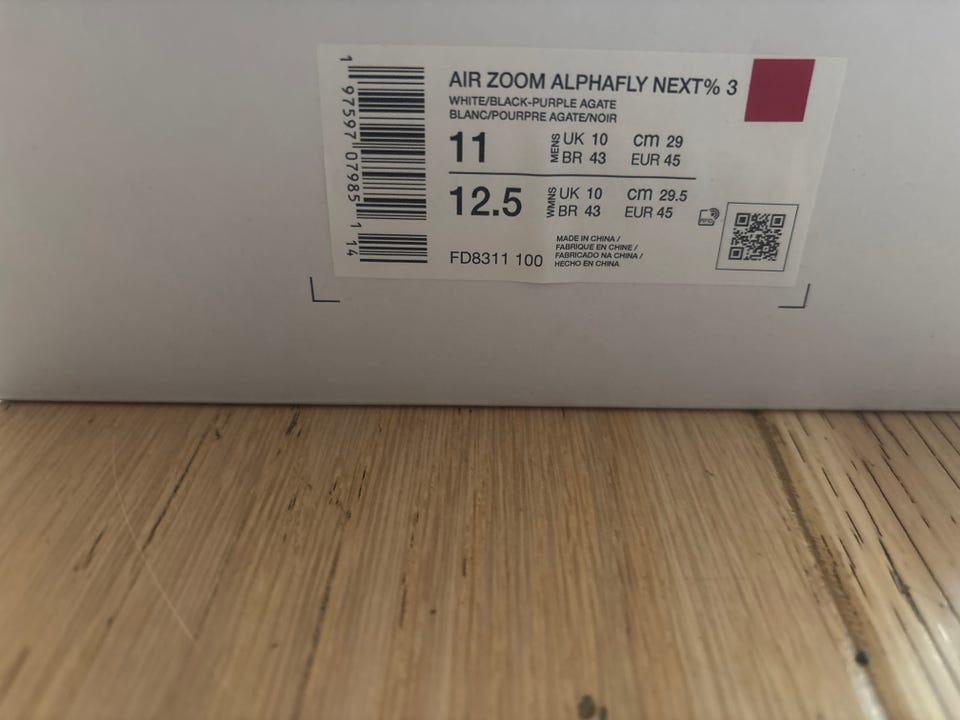 1 97597 07985 1 14
AIR ZOOM ALPHAFLY NEXT% 3
WHITE/BLACK-PURPLE AGATE
BLANC/POURPRE AGATE/NOIR
11 MENS UK 10 cm 29
BR 43 EUR 45
12.5 WMNS UK 10 cm 29.5
BR 43 EUR 45
FD8311 100
MADE IN CHINA /
FABRIQUE EN CHINE /
FABRICADO NA CHINA /
HECHO EN CHINA
RFID